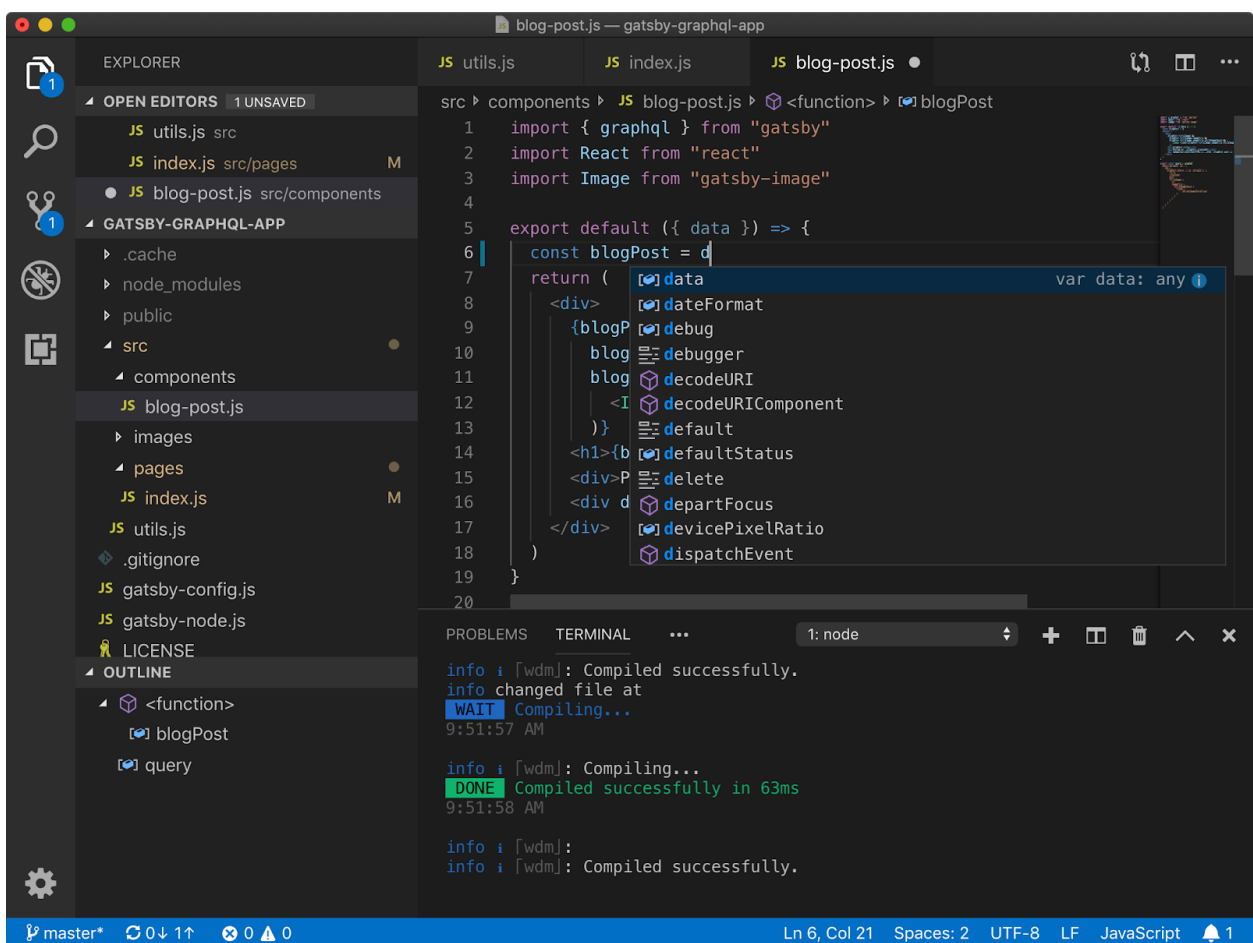 JS blog-post.js — gatsby-graphql-app
1
1
EXPLORER
OPEN EDITORS 1 UNSAVED
JS utils.js src
JS index.js src/pages M
JS blog-post.js src/components
GATSBY-GRAPHQL-APP
.cache
node_modules
public
src
components
JS blog-post.js
images
pages
JS index.js M
JS utils.js
.gitignore
JS gatsby-config.js
JS gatsby-node.js
LICENSE
OUTLINE
<function>
blogPost
query
JS utils.js JS index.js JS blog-post.js
src components JS blog-post.js <function> blogPost
1 import { graphql } from "gatsby"
2 import React from "react"
3 import Image from "gatsby-image"
4
5 export default ({ data }) => {
6 const blogPost = d
7 return (
8 <div>
9 {blogP
10 blog
11 blog
12 <I
13 )}
14 <h1>{b
15 <div>P
16 <div d
17 </div>
18 )
19 }
20
data var data: any
dateFormat
debug
debugger
decodeURI
decodeURIComponent
default
defaultStatus
delete
departFocus
devicePixelRatio
dispatchEvent
PROBLEMS TERMINAL ••• 1: node
info i ⌈wdm⌋: Compiled successfully.
info changed file at
WAIT Compiling...
9:51:57 AM
info i ⌈wdm⌋: Compiling...
DONE Compiled successfully in 63ms
9:51:58 AM
info i ⌈wdm⌋:
info i ⌈wdm⌋: Compiled successfully.
master* 0↓ 1↑ 0 0 Ln 6, Col 21 Spaces: 2 UTF-8 LF JavaScript 1